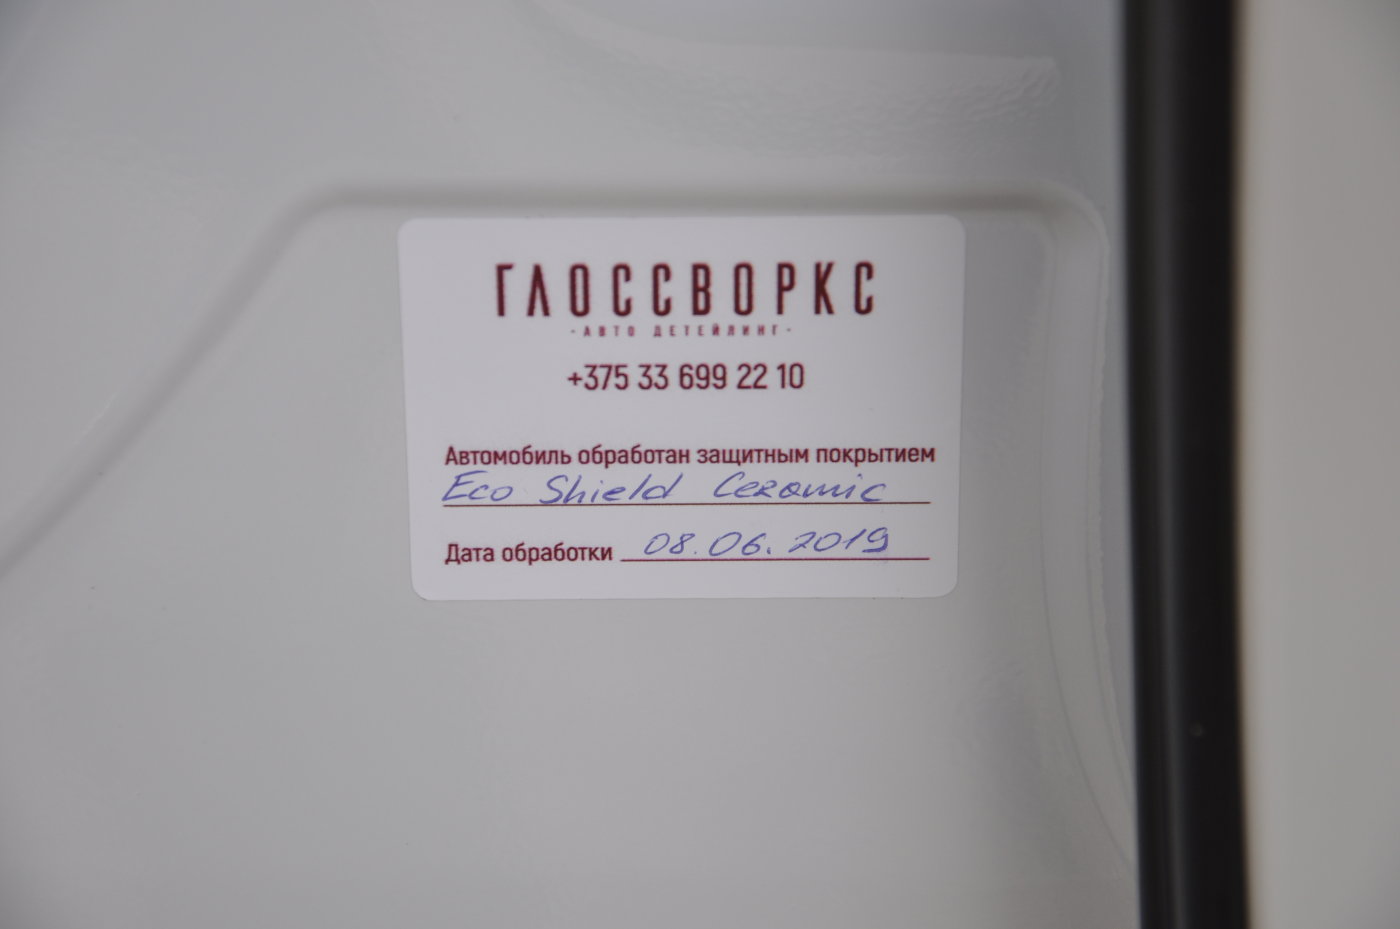 ГЛОССВОРКС
-АВТО ДЕТЕЙЛИНГ-
+375 33 699 22 10
Автомобиль обработан защитным покрытием
Eco Shield Ceramic
Дата обработки 08.06.2019